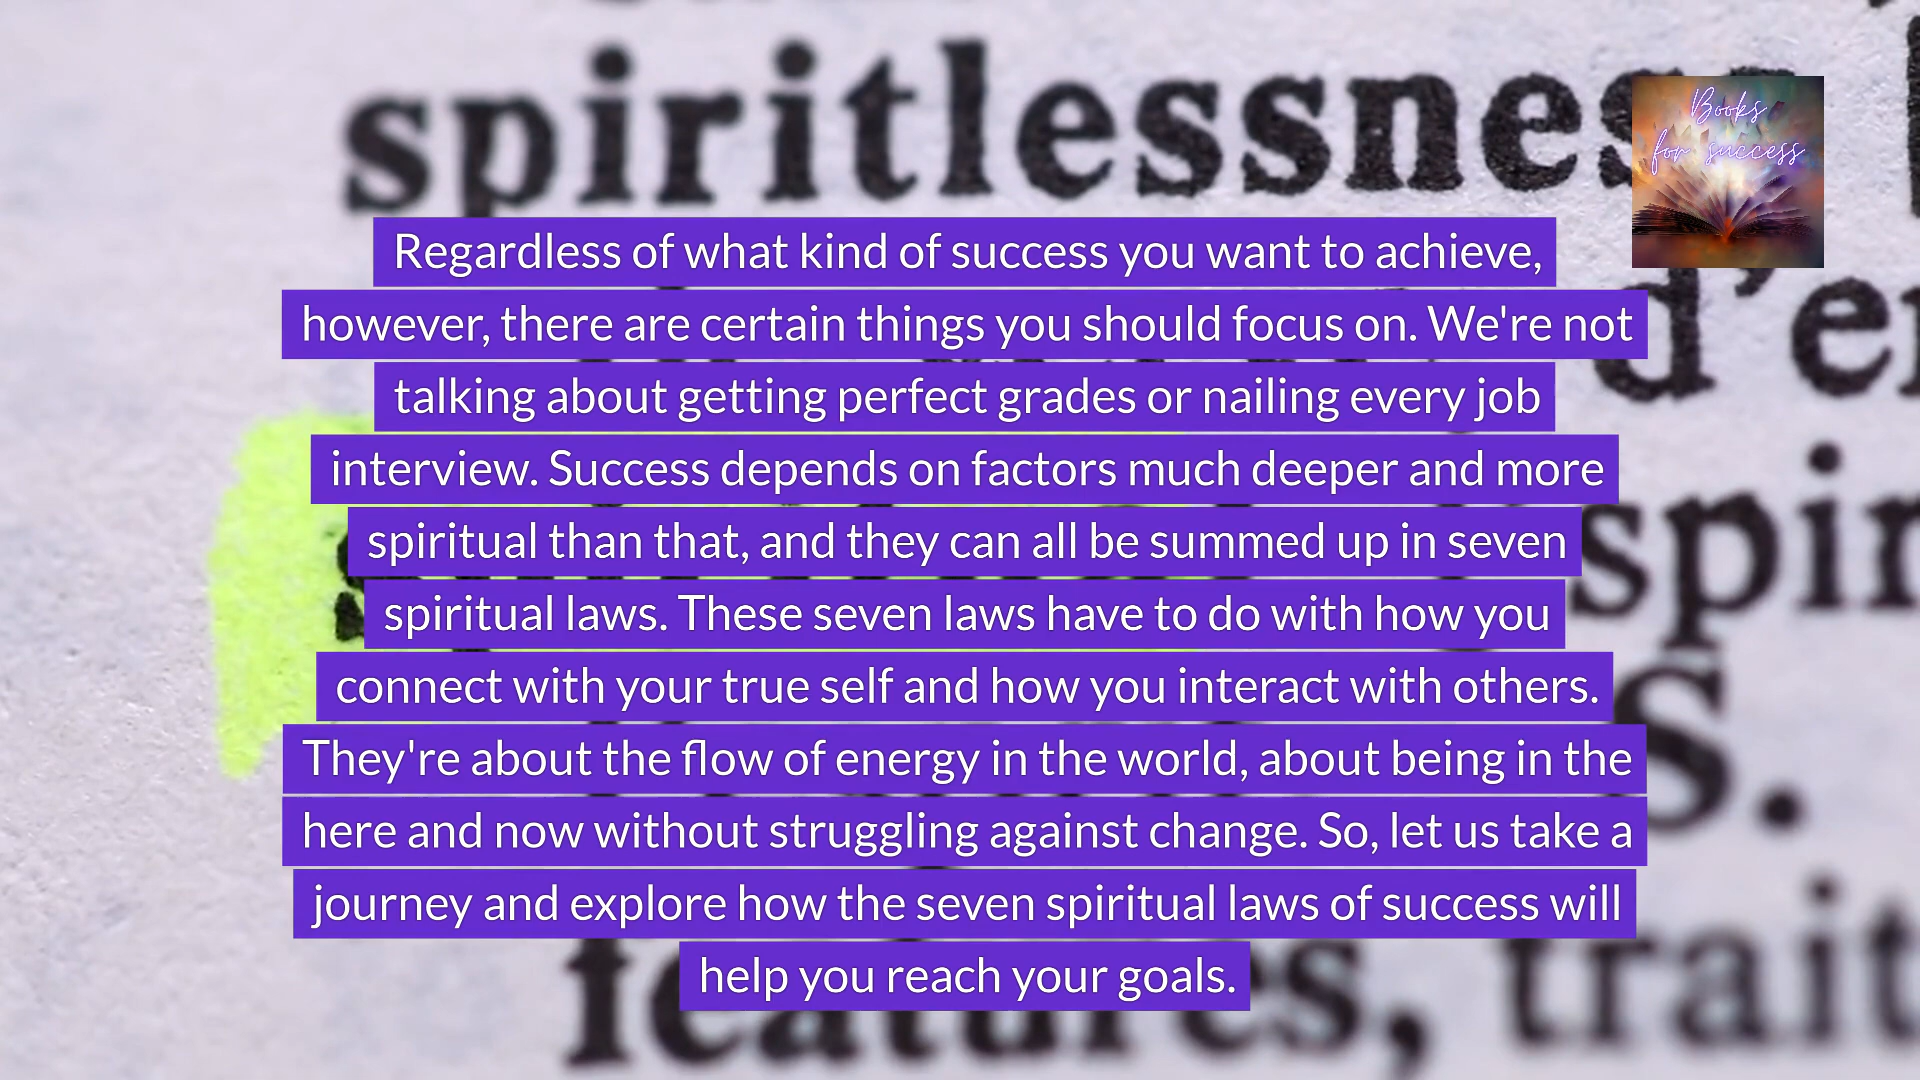 spiritlessness
Books
for success
Regardless of what kind of success you want to achieve,
however, there are certain things you should focus on. We're not
talking about getting perfect grades or nailing every job
interview. Success depends on factors much deeper and more
spiritual than that, and they can all be summed up in seven
spiritual laws. These seven laws have to do with how you
connect with your true self and how you interact with others.
They're about the flow of energy in the world, about being in the
here and now without struggling against change. So, let us take a
journey and explore how the seven spiritual laws of success will
help you reach your goals.
features, trait